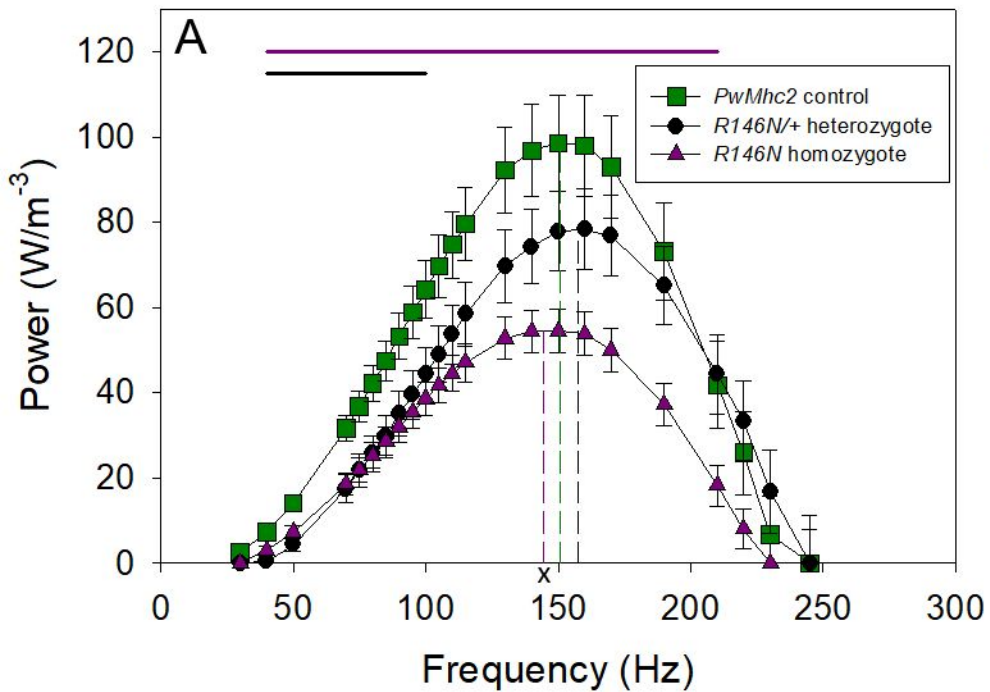 A
PwMhc2 control
R146N/+ heterozygote
R146N homozygote
Power (W/m⁻³)
120
100
80
60
40
20
0
x
0 50 100 150 200 250 300
Frequency (Hz)